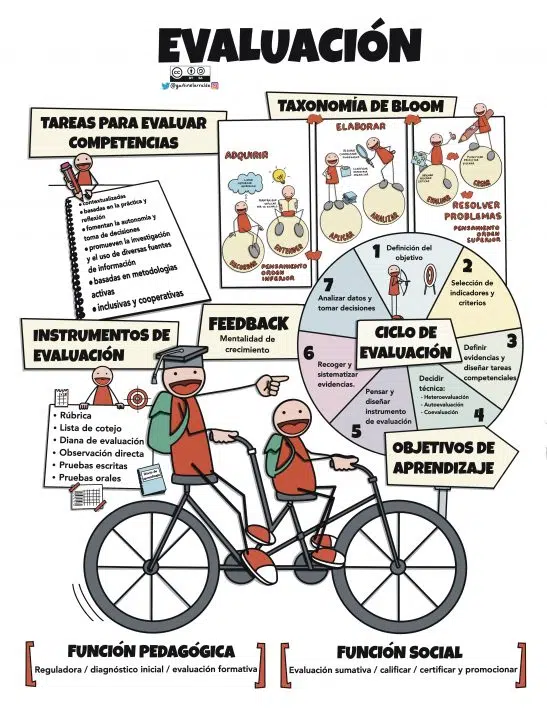 EVALUACIÓN
TAREAS PARA EVALUAR
COMPETENCIAS
• contextualizadas
• basadas en la práctica y
reflexión
• fomenten la autonomía y
toma de decisiones
• promueven la investigación
y el uso de diversas fuentes
de información
• basadas en metodologías
activas
• inclusivas y cooperativas
TAXONOMÍA DE BLOOM
ADQUIRIR
RECORDAR
ENTENDER
PENSAMIENTO
ORDEN
INFERIOR
ELABORAR
APLICAR
ANALIZAR
EVALUAR
CREAR
RESOLVER
PROBLEMAS
PENSAMIENTO
ORDEN
SUPERIOR
CICLO DE
EVALUACIÓN
1 Definición del
objetivo
2
Selección de
indicadores y
criterios
3
Definir
evidencias y
diseñar tareas
competenciales
Decidir
técnica:
- Heteroevaluación
- Autoevaluación
- Coevaluación
4
Pensar y
diseñar
instrumento
de evaluación
5
6
Recoger y
sistematizar
evidencias.
7
Analizar datos y
tomar decisiones
FEEDBACK
Mentalidad de
crecimiento
INSTRUMENTOS DE
EVALUACIÓN
• Rúbrica
• Lista de cotejo
• Diana de evaluación
• Observación directa
• Pruebas escritas
• Pruebas orales
OBJETIVOS DE
APRENDIZAJE
FUNCIÓN PEDAGÓGICA
Reguladora / diagnóstico inicial / evaluación formativa
FUNCIÓN SOCIAL
Evaluación sumativa / calificar / certificar y promocionar